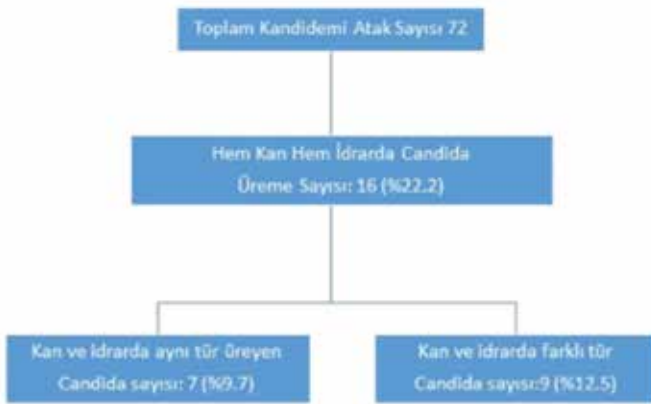 Toplam Kandidemi Atak Sayısı 72
Hem Kan Hem İdrarda Candida
Üreme Sayısı: 16 (%22.2)
Kan ve idrarda aynı tür üreyen
Candida sayısı: 7 (%9.7)
Kan ve idrarda farklı tür
Candida sayısı:9 (%12.5)